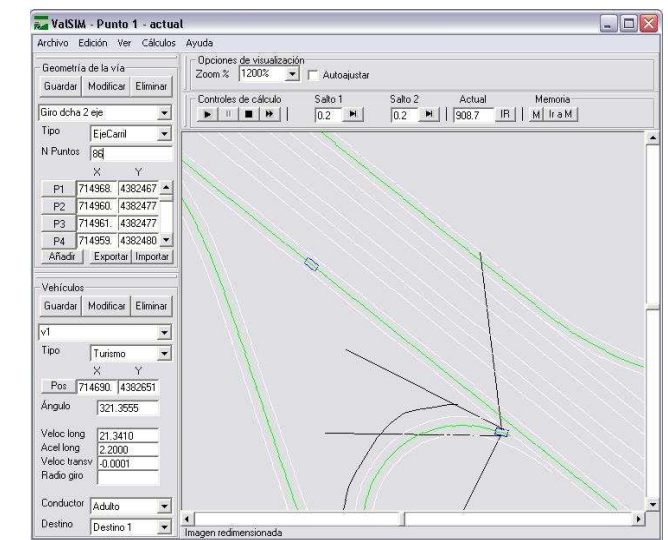 ValSIM - Punto 1 - actual
Archivo Edición Ver Cálculos Ayuda
Geometría de la vía
Guardar Modificar Eliminar
Giro dcha 2 eje
Tipo EjeCarril
N Puntos 86
X Y
P1 714968. 4382467
P2 714960. 4382477
P3 714961. 4382477
P4 714959. 4382480
Añadir Exportar Importar
Vehículos
Guardar Modificar Eliminar
v1
Tipo Turismo
X Y
Pos 714690. 4382651
Ángulo 321.3555
Veloc long 21.3410
Acel long 2.2000
Veloc transv -0.0001
Radio giro
Conductor Adulto
Destino Destino 1
Opciones de visualización
Zoom % 1200% Autoajustar
Controles de cálculo Salto 1 Salto 2 Actual Memoria
0.2 0.2 908.7 IR M Ir a M
Imagen redimensionada